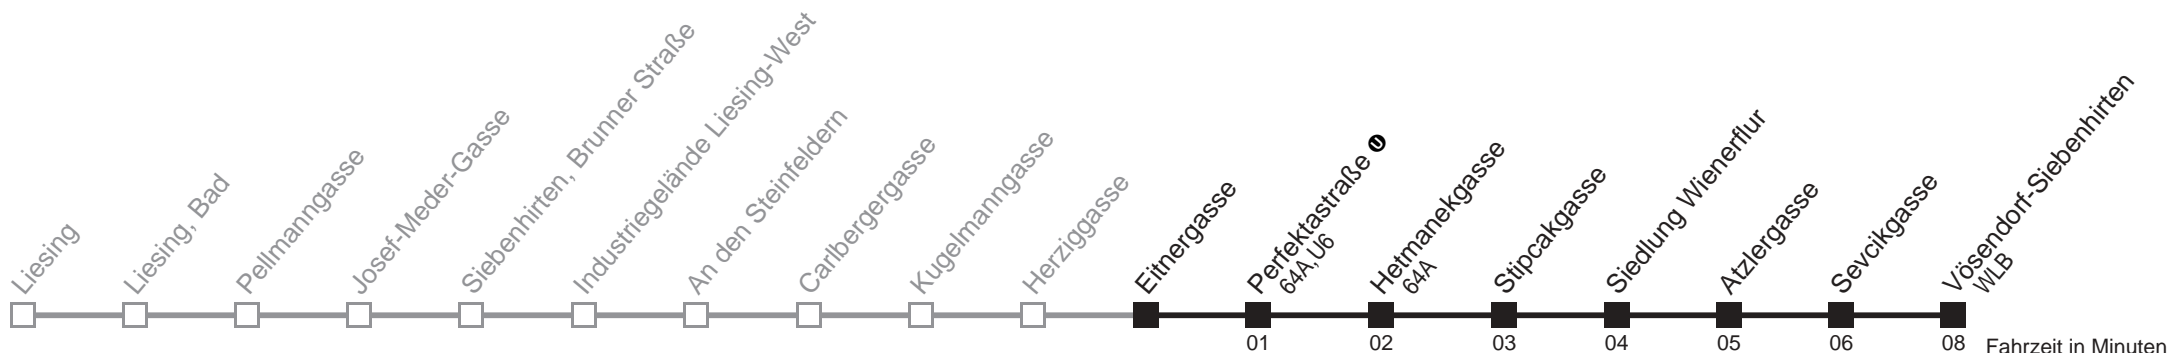 Liesing
Liesing, Bad
Pellmanngasse
Josef-Meder-Gasse
Siebenhirten, Brunner Straße
Industriegelände Liesing-West
An den Steinfeldern
Carlbergergasse
Kugelmanngasse
Herziggasse
Eitnergasse
Perfektastraße U
64A,U6
Hetmanekgasse
64A
Stipcakgasse
Siedlung Wienerflur
Atzlergasse
Sevcikgasse
Vösendorf-Siebenhirten
WLB
01 02 03 04 05 06 08 Fahrzeit in Minuten